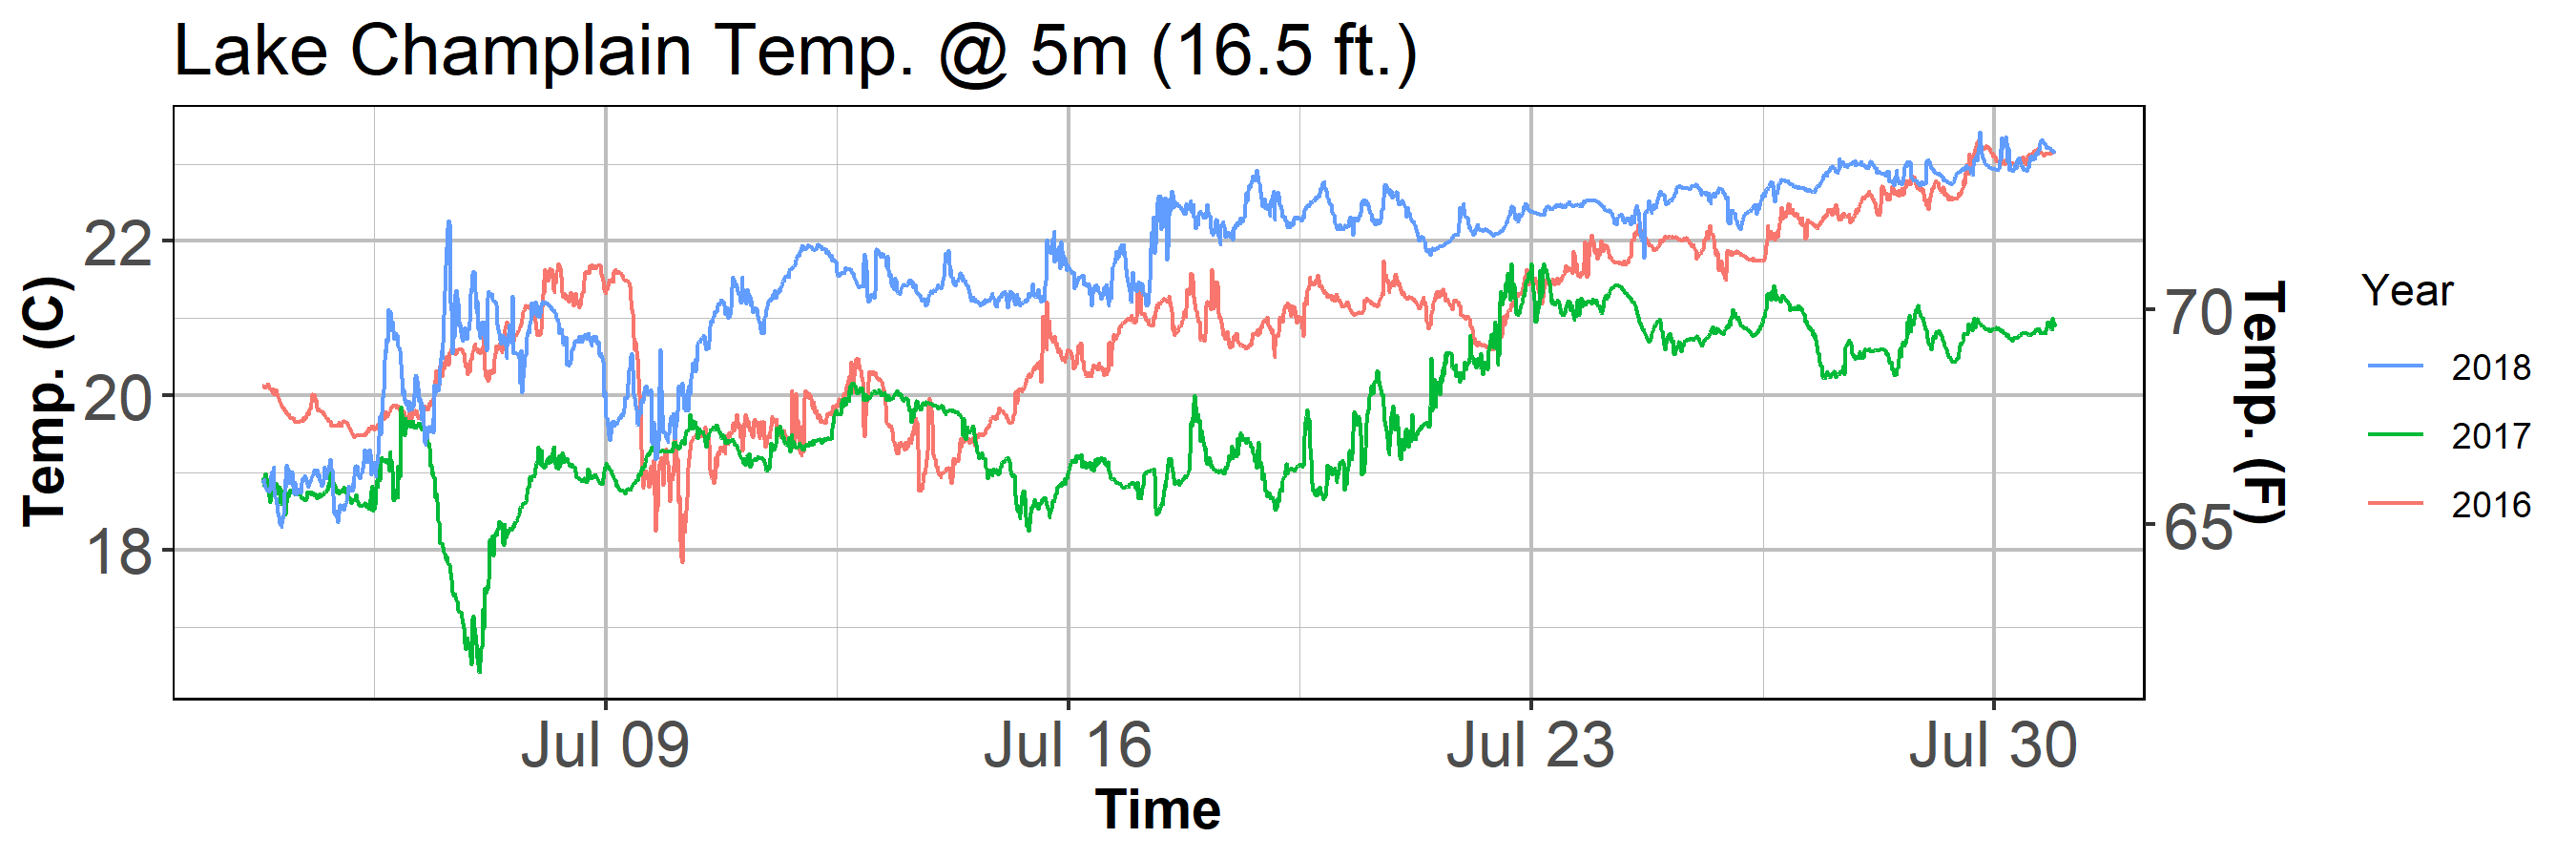 Lake Champlain Temp. @ 5m (16.5 ft.)
Temp. (C)
22
20
18
70
65
Temp. (F)
Jul 09
Jul 16
Jul 23
Jul 30
Time
Year
2018
2017
2016